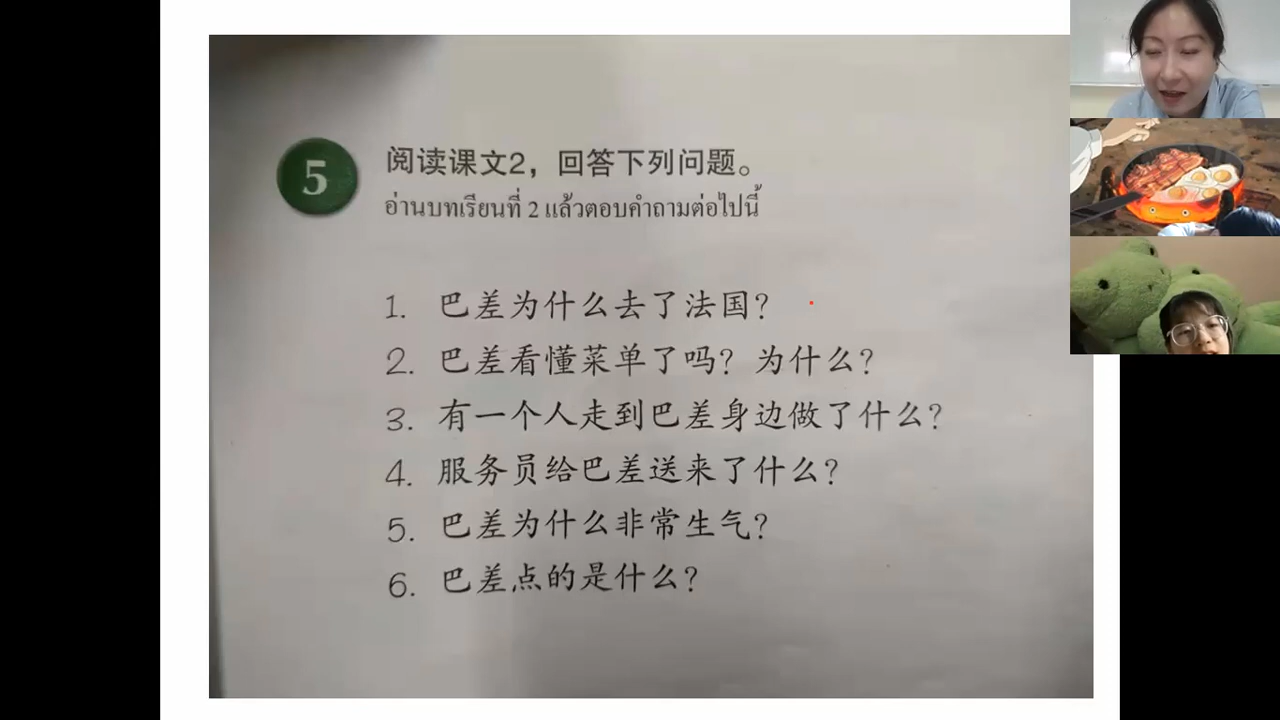 5
阅读课文2，回答下列问题。
อ่านบทเรียนที่ 2 แล้วตอบคำถามต่อไปนี้
1. 巴差为什么去了法国？
2. 巴差看懂菜单了吗？为什么？
3. 有一个人走到巴差身边做了什么？
4. 服务员给巴差送来了什么？
5. 巴差为什么非常生气？
6. 巴差点的是什么？